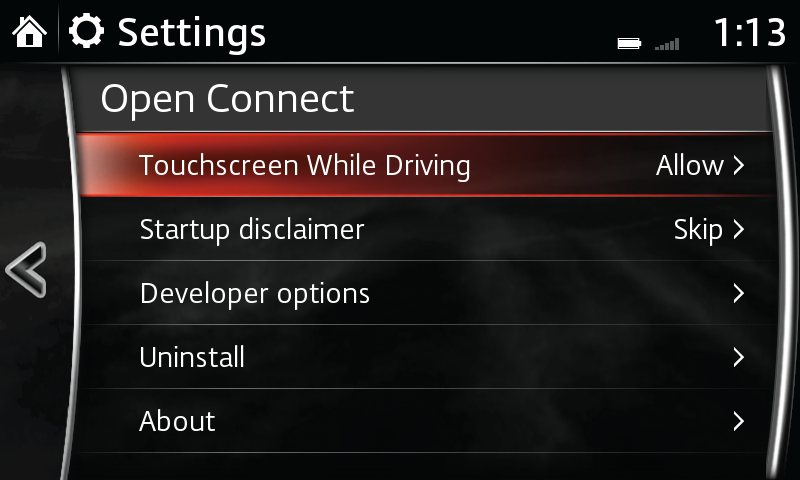 Settings
1:13
Open Connect
Touchscreen While Driving Allow
Startup disclaimer Skip
Developer options
Uninstall
About